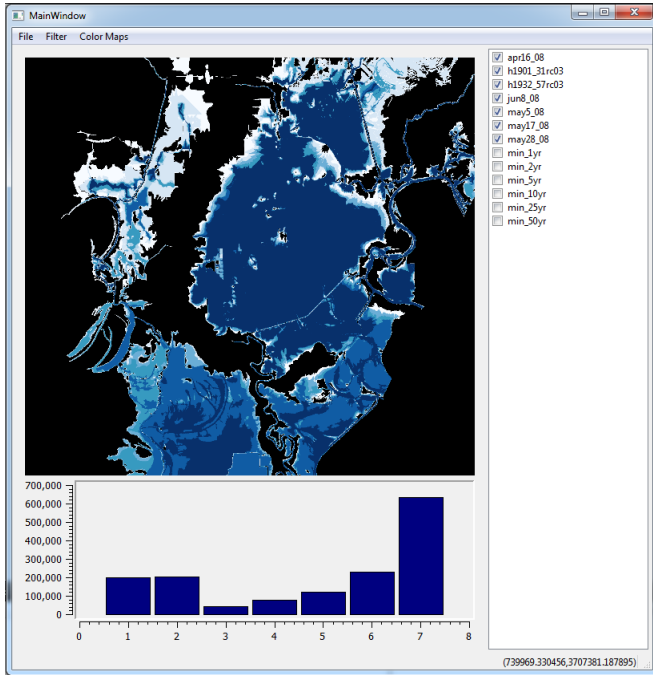 MainWindow
File Filter Color Maps
apr16_08
h1901_31rc03
h1932_57rc03
jun8_08
may5_08
may17_08
may28_08
min_1yr
min_2yr
min_5yr
min_10yr
min_25yr
min_50yr
700,000
600,000
500,000
400,000
300,000
200,000
100,000
0
0 1 2 3 4 5 6 7 8
(739969.330456,3707381.187895)